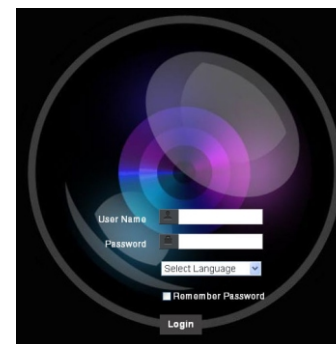 User Name
Password
Select Language
Remember Password
Login